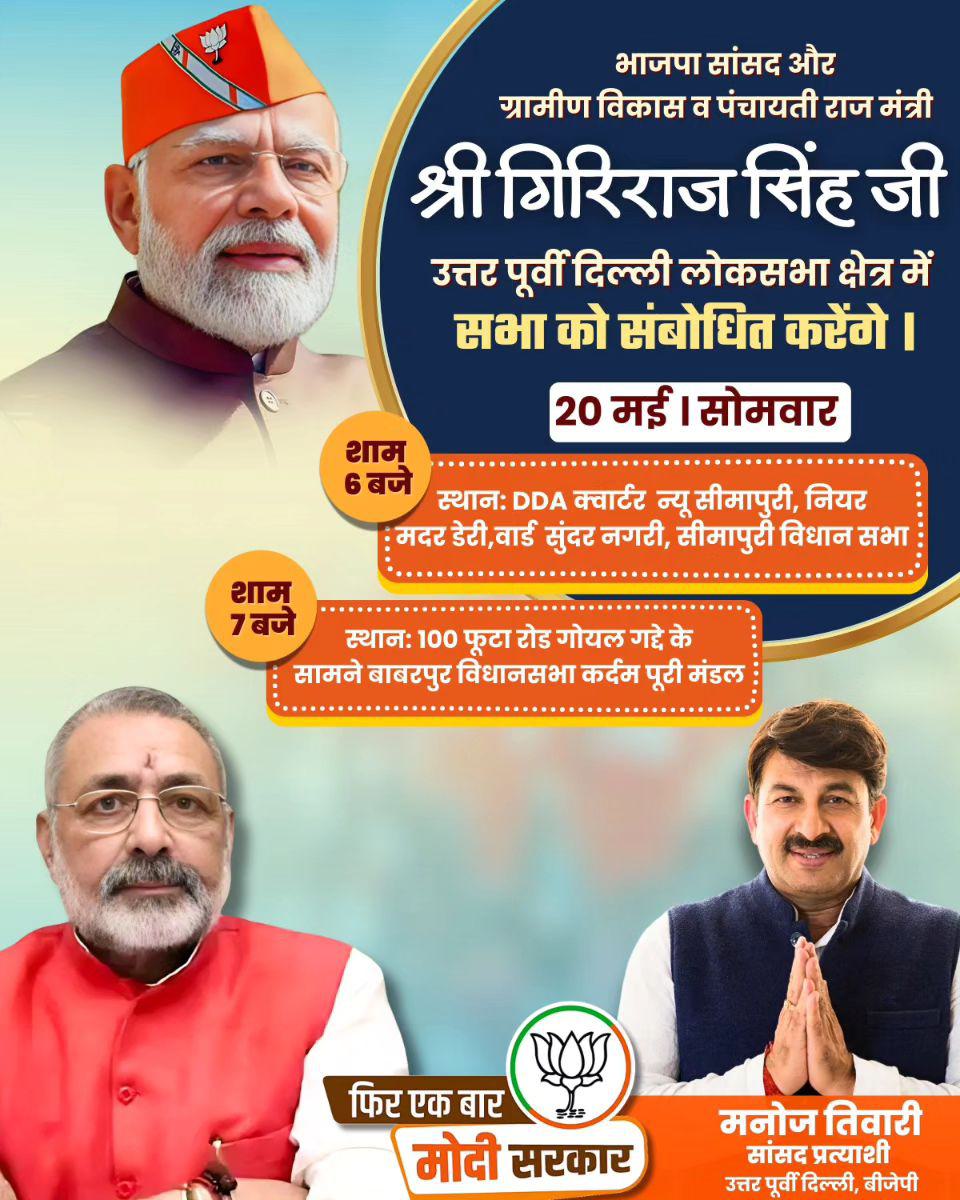 भाजपा सांसद और
ग्रामीण विकास व पंचायती राज मंत्री
श्री गिरिराज सिंह जी
उत्तर पूर्वी दिल्ली लोकसभा क्षेत्र में
सभा को संबोधित करेंगे ।
20 मई । सोमवार
शाम
6 बजे
स्थान: DDA क्वार्टर न्यू सीमापुरी, नियर
मदर डेरी,वार्ड सुंदर नगरी, सीमापुरी विधान सभा
शाम
7 बजे
स्थान: 100 फूटा रोड गोयल गद्दे के
सामने बाबरपुर विधानसभा कर्दम पूरी मंडल
फिर एक बार
मोदी सरकार
मनोज तिवारी
सांसद प्रत्याशी
उत्तर पूर्वी दिल्ली, बीजेपी